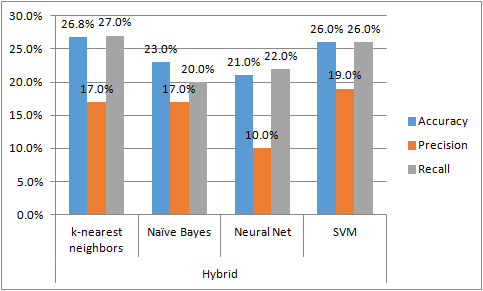 30.0%
25.0%
20.0%
15.0%
10.0%
5.0%
0.0%
26.8% 27.0%
17.0%
23.0%
17.0%
20.0%
21.0% 22.0%
10.0%
26.0% 26.0%
19.0%
k-nearest
neighbors
Naïve Bayes
Neural Net
SVM
Hybrid
Accuracy
Precision
Recall